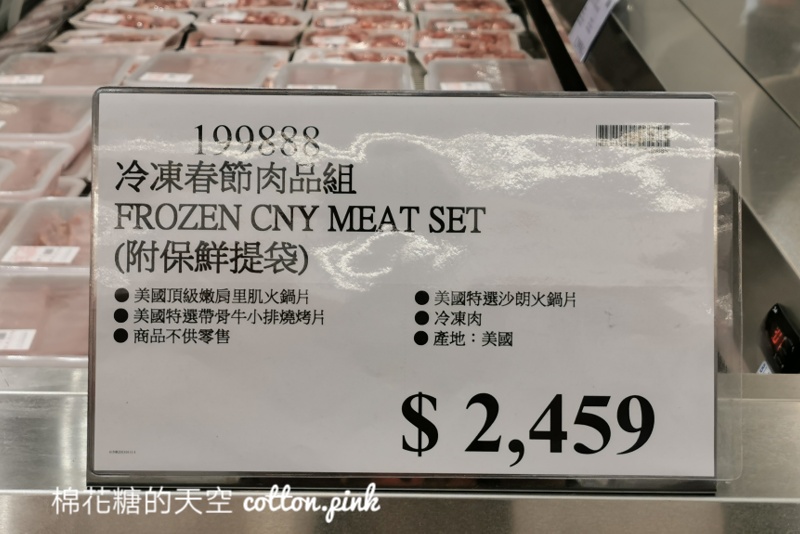 199888
冷凍春節肉品組
FROZEN CNY MEAT SET
(附保鮮提袋)
● 美國頂級嫩肩里肌火鍋片
● 美國特選沙朗火鍋片
● 美國特選帶骨牛小排燒烤片
● 冷凍肉
● 商品不供零售
● 產地：美國
$ 2,459
棉花糖的天空 cotton.pink